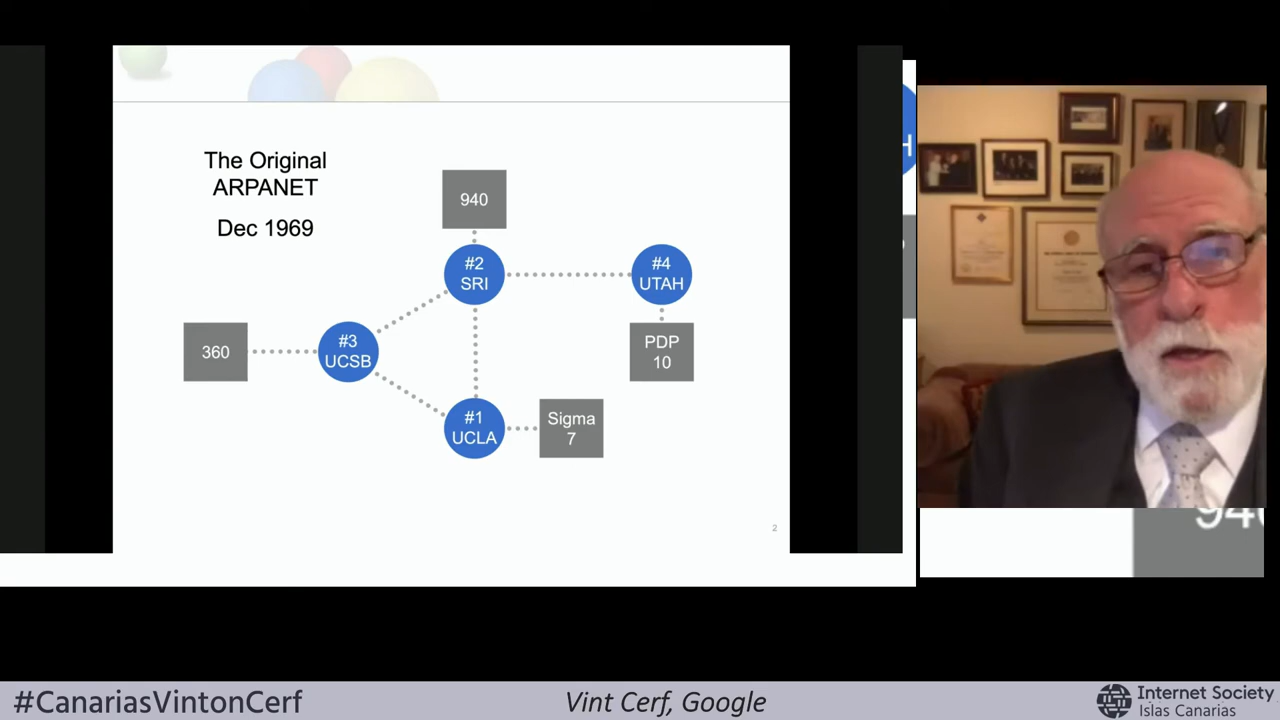 The Original
ARPANET
Dec 1969
940
#2
SRI
#4
UTAH
360
#3
UCSB
PDP
10
#1
UCLA
Sigma
7
2
H
940
#CanariasVintonCerf
Vint Cerf, Google
Internet Society
Islas Canarias